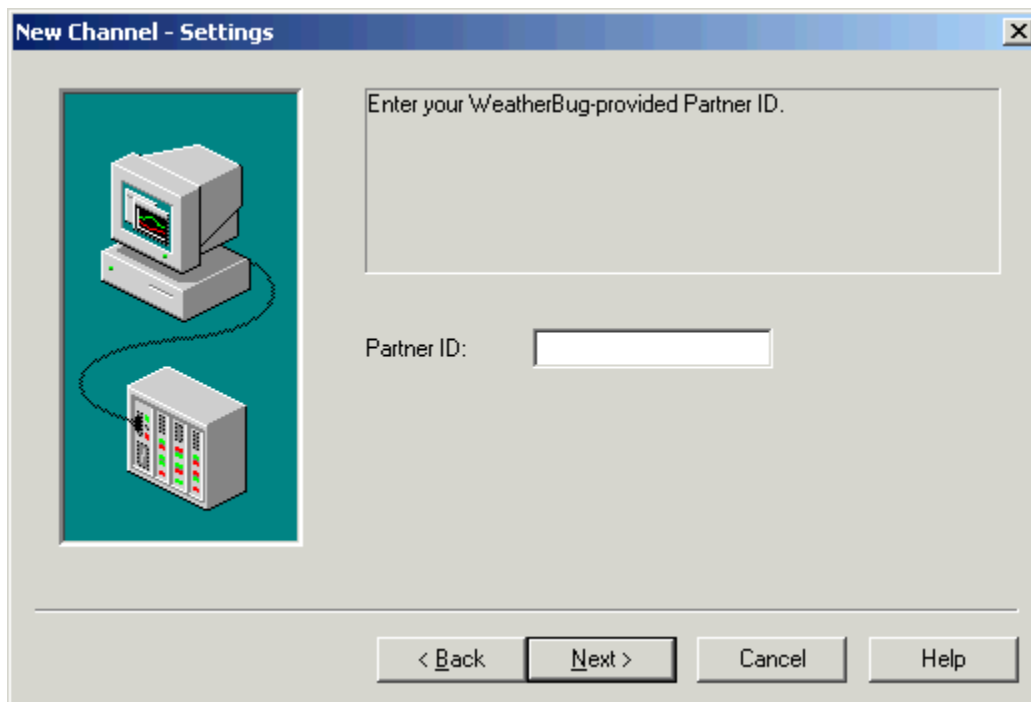 New Channel - Settings
Enter your WeatherBug-provided Partner ID.
Partner ID:
< Back
Next >
Cancel
Help